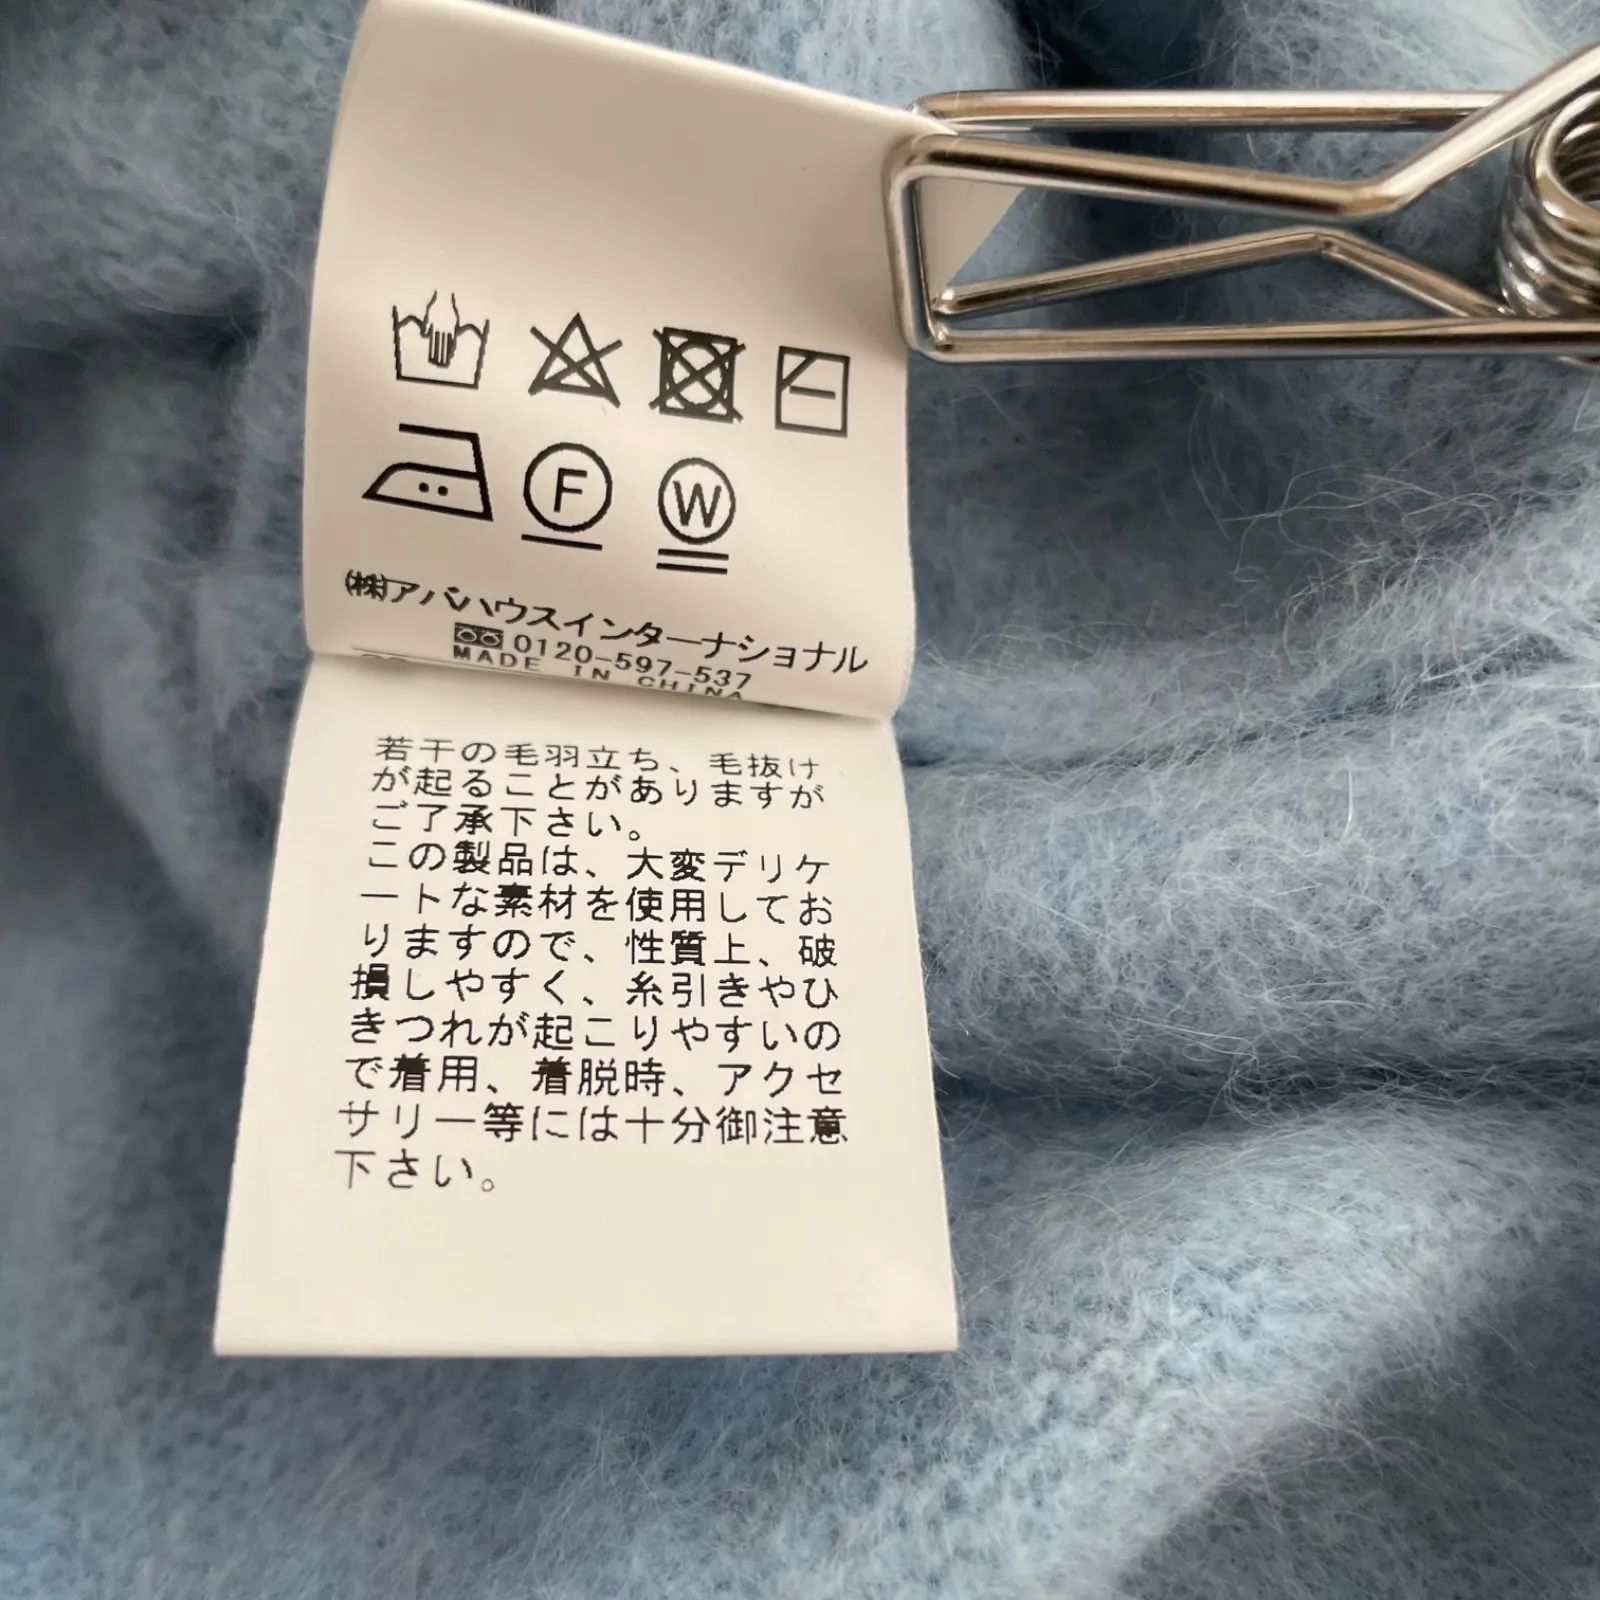 F W
㈱アバハウスインターナショナル
0120-597-537
MADE IN CHINA
若干の毛羽立ち、毛抜け
が起ることがありますが
ご了承下さい。
この製品は、大変デリケ
ートな素材を使用してお
りますので、性質上、破
損しやすく、糸引きやひ
きつれが起こりやすいの
で着用、着脱時、アクセ
サリー等には十分御注意
下さい。